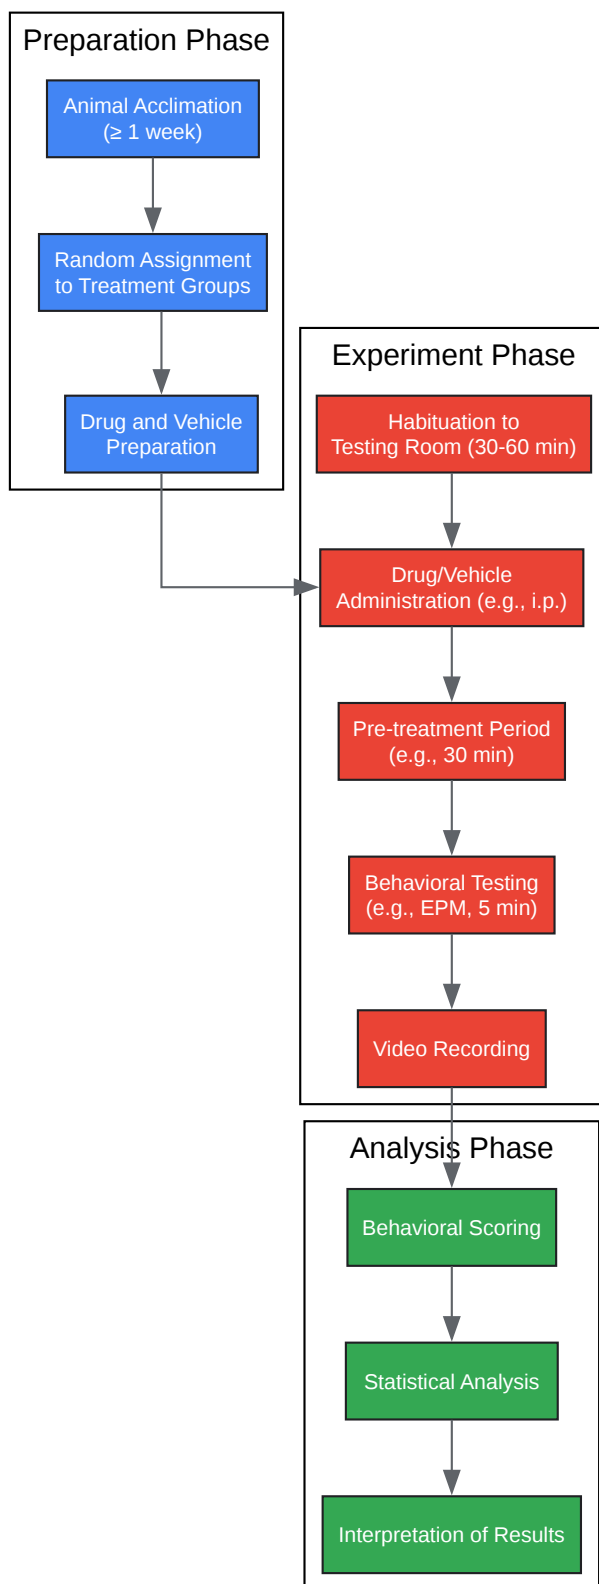 Preparation Phase
Animal Acclimation
(≥ 1 week)
Random Assignment
to Treatment Groups
Drug and Vehicle
Preparation
Experiment Phase
Habituation to
Testing Room (30-60 min)
Drug/Vehicle
Administration (e.g., i.p.)
Pre-treatment Period
(e.g., 30 min)
Behavioral Testing
(e.g., EPM, 5 min)
Video Recording
Analysis Phase
Behavioral Scoring
Statistical Analysis
Interpretation of Results